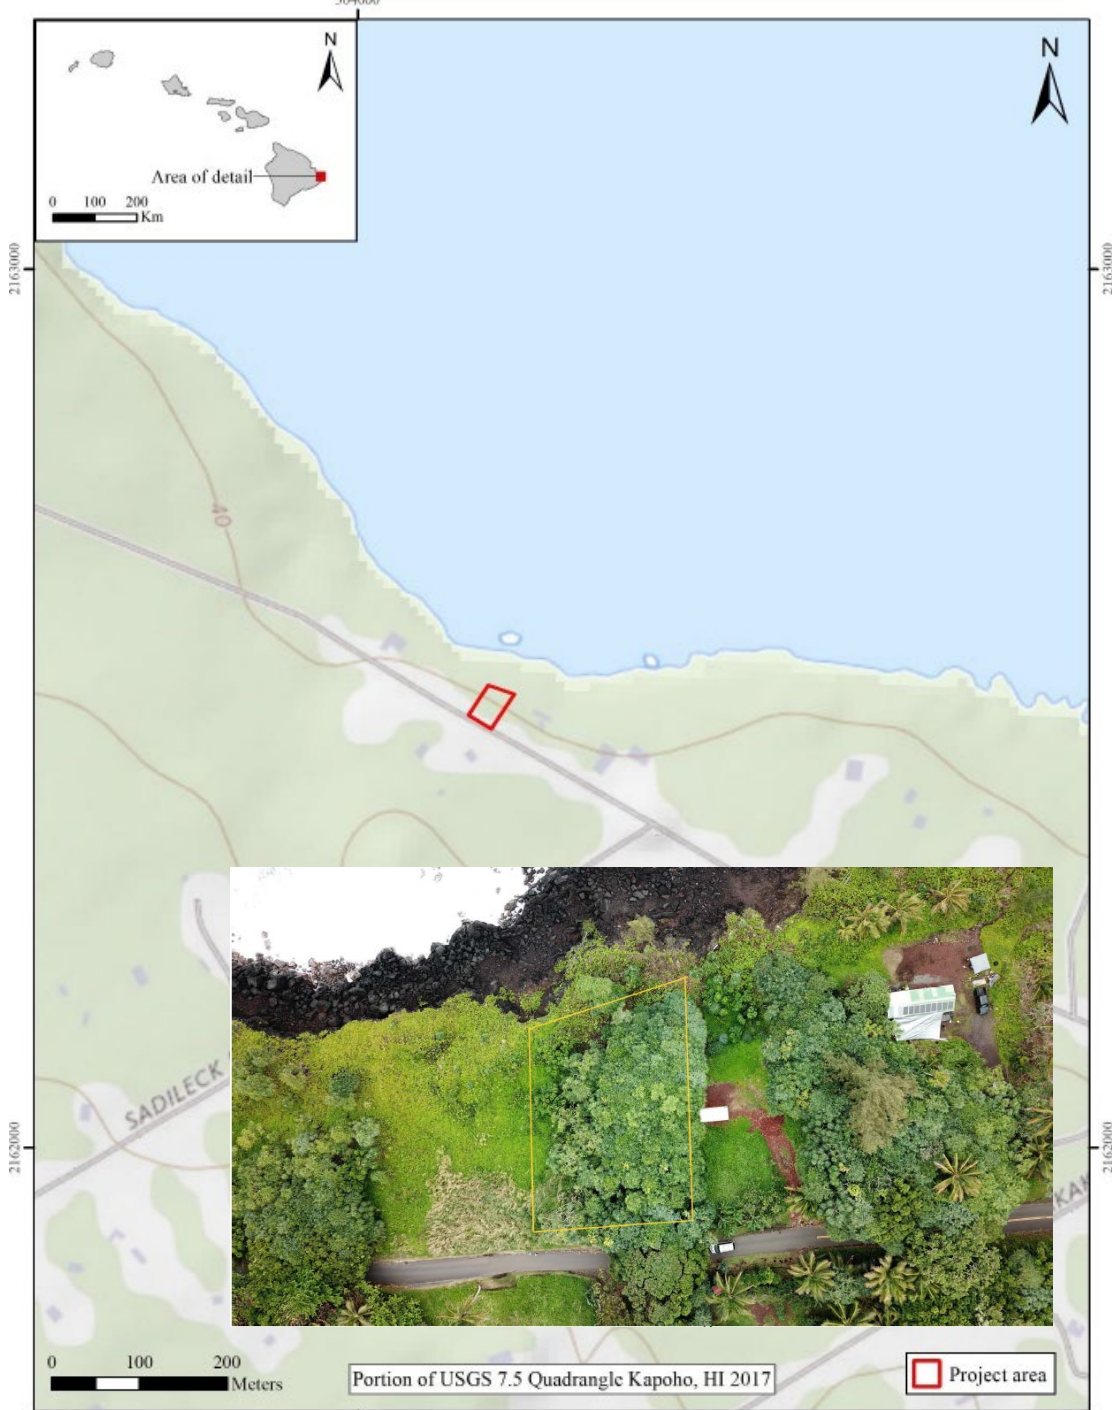 N
N
Area of detail
0 100 200
Km
2163000
2163000
40
SADILECK
2162000
2162000
0 100 200
Meters
Portion of USGS 7.5 Quadrangle Kapoho, HI 2017
Project area